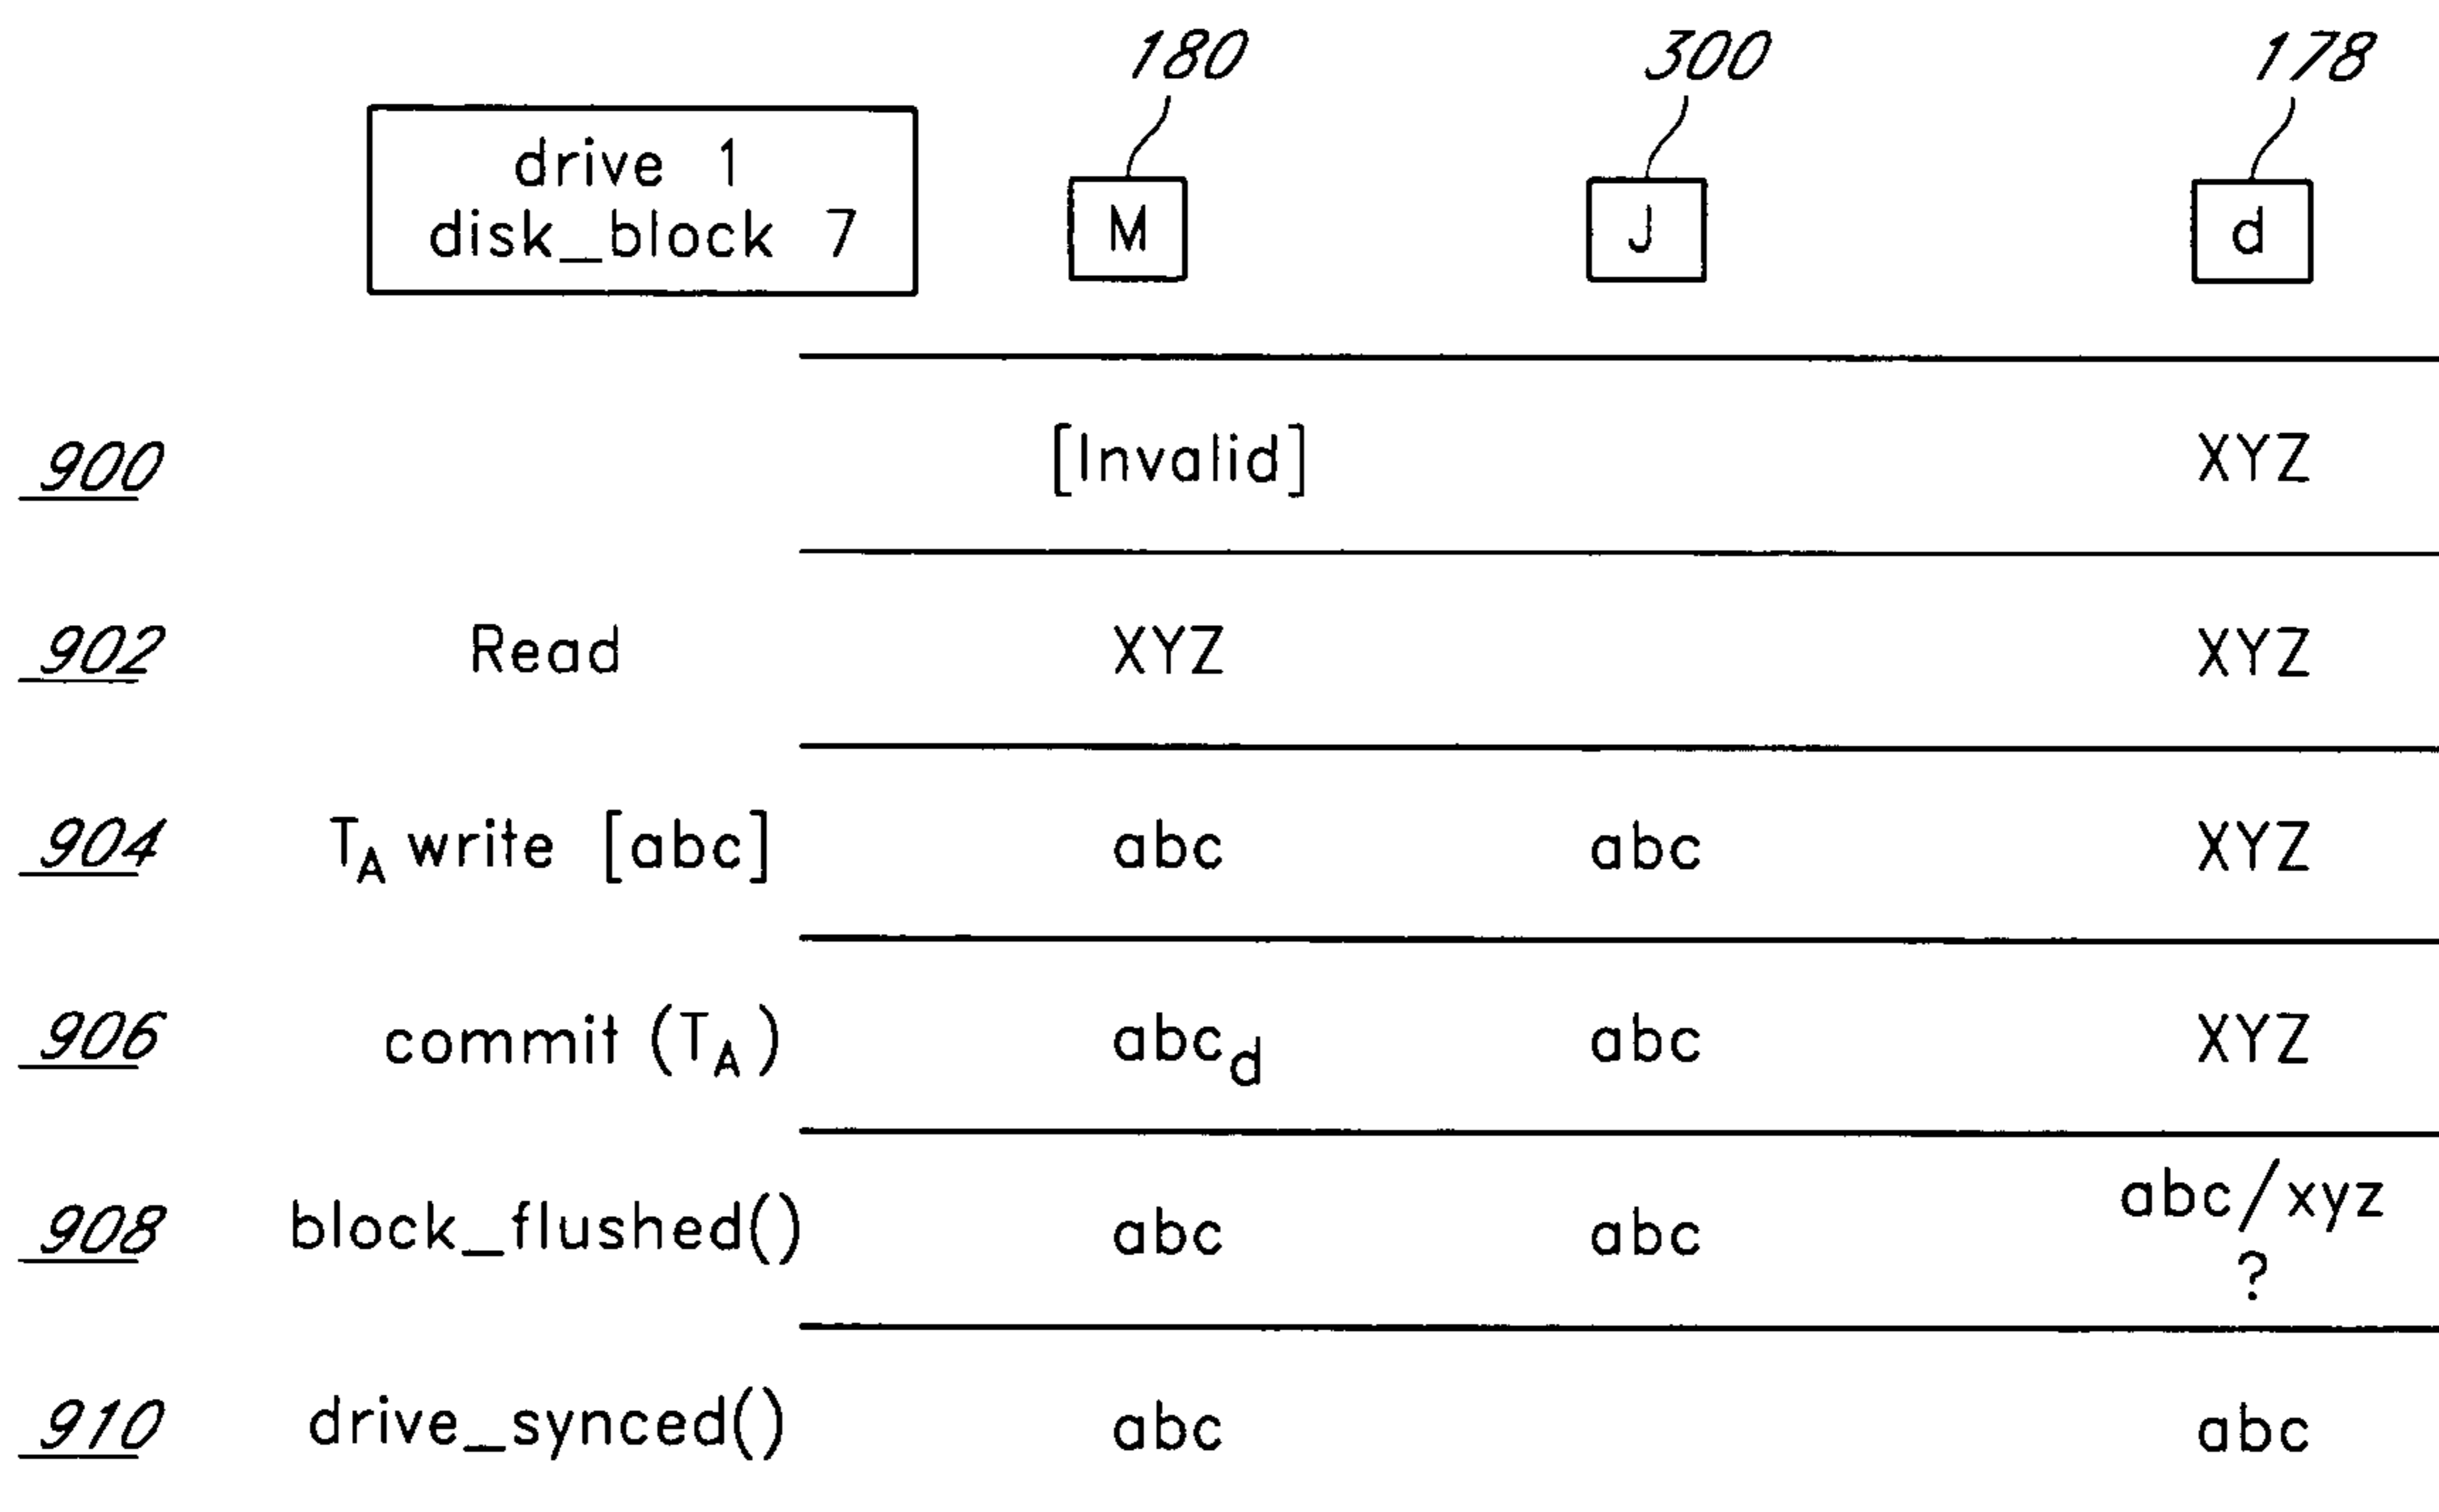 180 300 178
drive 1
disk_block 7
M J d
900 [Invalid] XYZ
902 Read XYZ XYZ
904 TA write [abc] abc abc XYZ
906 commit (TA) abcd abc XYZ
908 block_flushed() abc abc abc/xyz
?
910 drive_synced() abc abc